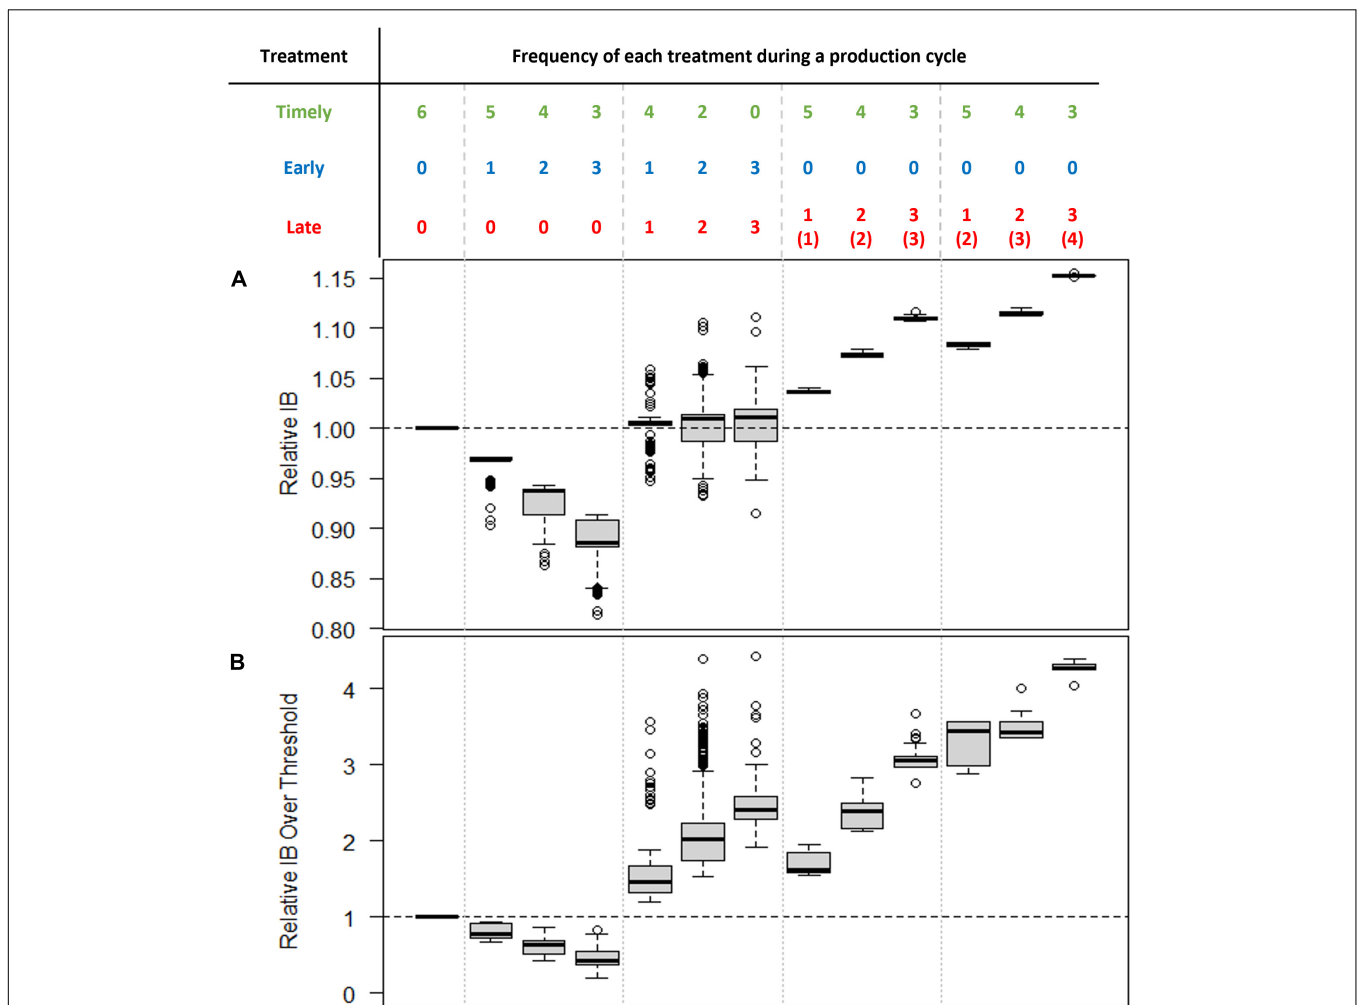 Treatment Frequency of each treatment during a production cycle
Timely 6 5 4 3 4 2 0 5 4 3 5 4 3
Early 0 1 2 3 1 2 3 0 0 0 0 0 0
Late 0 0 0 0 1 2 3 1 2 3 1 2 3
(1) (2) (3) (2) (3) (4)
A
Relative IB
1.15
1.10
1.05
1.00
0.95
0.90
0.85
0.80
B
Relative IB Over Threshold
4
3
2
1
0